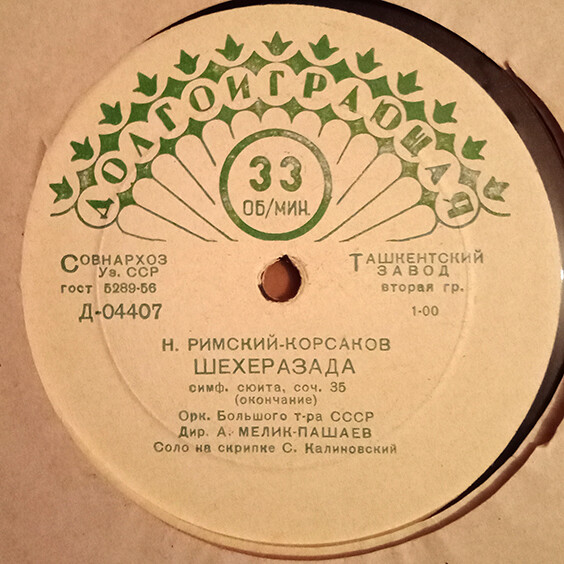 ДОЛГОИГРАЮЩАЯ
33
ОБ/МИН.
СОВНАРХОЗ
Уз. ССР
ГОСТ 5289-56
Д-04407
ТАШКЕНТСКИЙ
ЗАВОД
вторая гр.
1-00
Н. РИМСКИЙ-КОРСАКОВ
ШЕХЕРАЗАДА
симф. сюита, соч. 35
(окончание)
Орк. Большого т-ра СССР
Дир. А. МЕЛИК-ПАШАЕВ
Соло на скрипке С. Калиновский